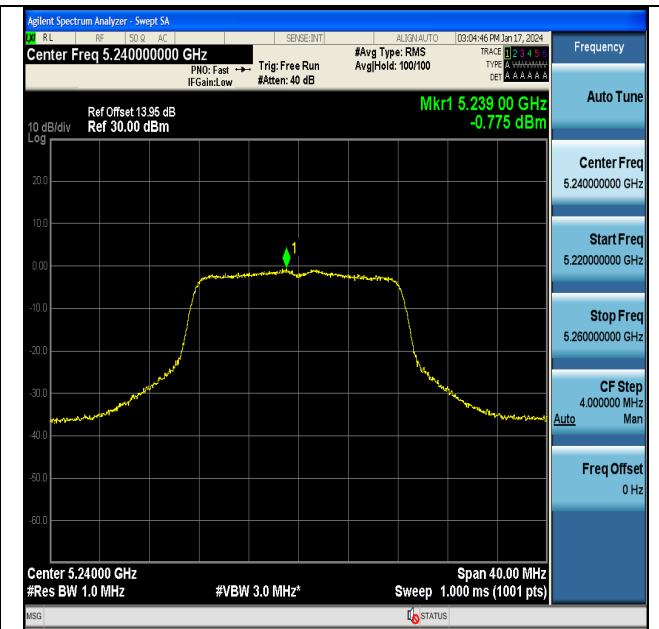 Agilent Spectrum Analyzer - Swept SA
LXI RL RF 50 Ω AC SENSE:INT ALIGN AUTO 03:04:46 PM Jan 17, 2024
Center Freq 5.240000000 GHz
#Avg Type: RMS
TRACE 1 2 3 4 5 6
PNO: Fast Trig: Free Run Avg|Hold: 100/100
TYPE A WWWWW
IFGain:Low #Atten: 40 dB
DET A A A A A A
Mkr1 5.239 00 GHz
-0.775 dBm
Ref Offset 13.95 dB
10 dB/div Ref 30.00 dBm
Log
20.0
10.0
0.00
-10.0
-20.0
-30.0
-40.0
-50.0
-60.0
1
Center 5.24000 GHz Span 40.00 MHz
#Res BW 1.0 MHz #VBW 3.0 MHz* Sweep 1.000 ms (1001 pts)
MSG STATUS
Frequency
Auto Tune
Center Freq
5.240000000 GHz
Start Freq
5.220000000 GHz
Stop Freq
5.260000000 GHz
CF Step
4.000000 MHz
Auto Man
Freq Offset
0 Hz